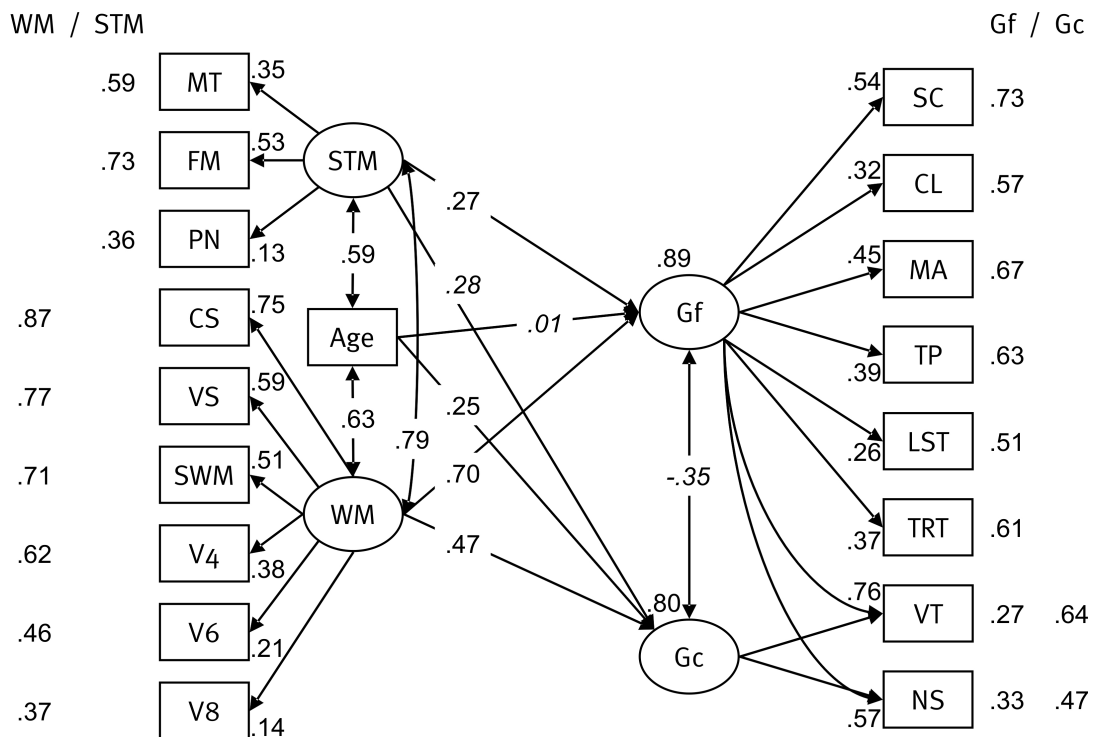 WM / STM
Gf / Gc
.59
MT
.35
.73
FM
.53
.36
PN
.13
.87
CS
.75
.77
VS
.59
.71
SWM
.51
.62
V4
.38
.46
V6
.21
.37
V8
.14
STM
.59
Age
.63
WM
.79
.27
.28
.01
.25
.70
.47
.89
Gf
-.35
.80
Gc
.54
SC
.73
.32
CL
.57
.45
MA
.67
TP
.39
.63
LST
.26
.51
TRT
.37
.61
.76
VT
.27 .64
NS
.57
.33 .47